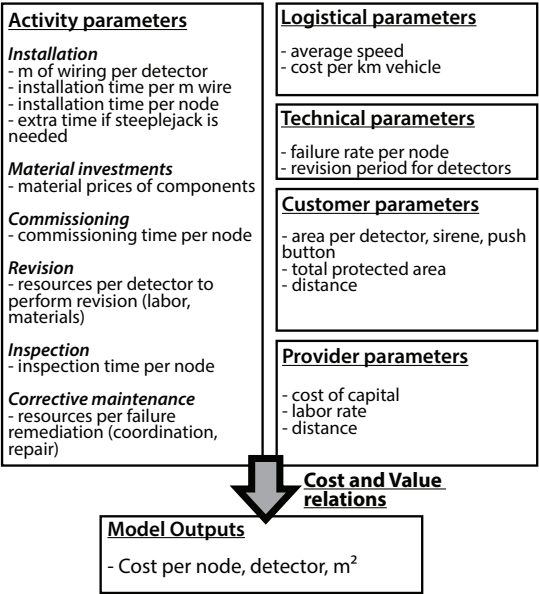 Activity parameters
Installation
- m of wiring per detector
- installation time per m wire
- installation time per node
- extra time if steeplejack is
needed
Material investments
- material prices of components
Commissioning
- commissioning time per node
Revision
- resources per detector to
perform revision (labor,
materials)
Inspection
- inspection time per node
Corrective maintenance
- resources per failure
remediation (coordination,
repair)
Logistical parameters
- average speed
- cost per km vehicle
Technical parameters
- failure rate per node
- revision period for detectors
Customer parameters
- area per detector, sirene, push
button
- total protected area
- distance
Provider parameters
- cost of capital
- labor rate
- distance
Cost and Value
relations
Model Outputs
- Cost per node, detector, m²